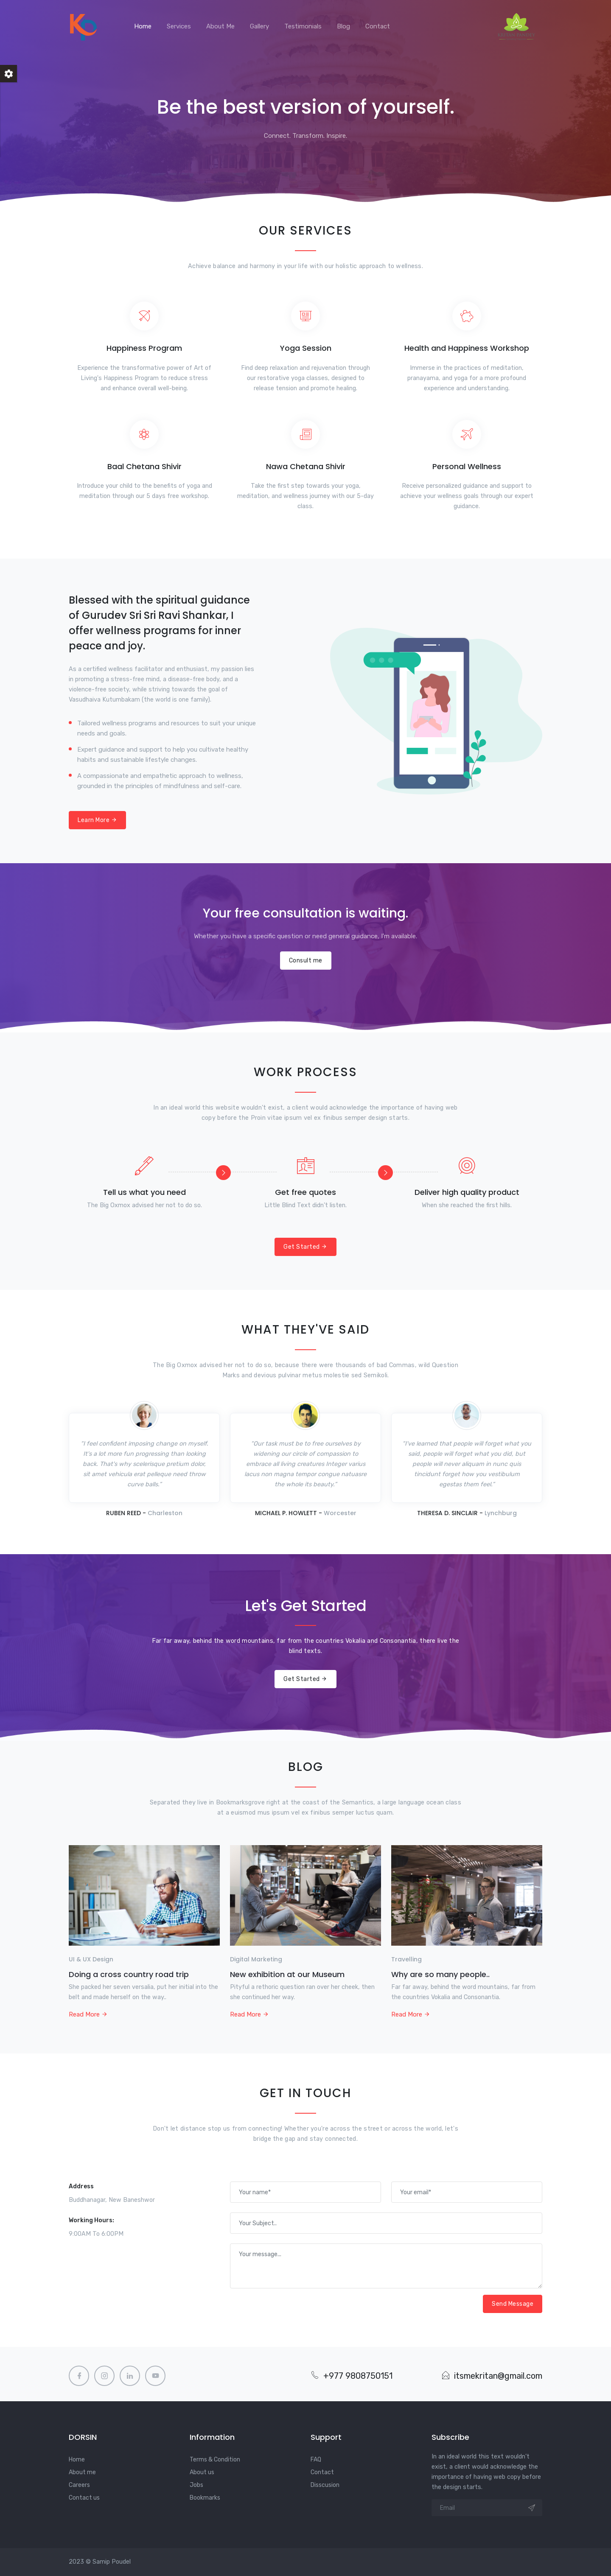 Home Services About Me Gallery Testimonials Blog Contact
Be the best version of yourself.
Connect. Transform. Inspire.
OUR SERVICES
Achieve balance and harmony in your life with our holistic approach to wellness.
Happiness Program
Experience the transformative power of Art of
Living's Happiness Program to reduce stress
and enhance overall well-being.
Yoga Session
Find deep relaxation and rejuvenation through
our restorative yoga classes, designed to
release tension and promote healing.
Health and Happiness Workshop
Immerse in the practices of meditation,
pranayama, and yoga for a more profound
experience and understanding.
Baal Chetana Shivir
Introduce your child to the benefits of yoga and
meditation through our 5 days free workshop.
Nawa Chetana Shivir
Take the first step towards your yoga,
meditation, and wellness journey with our 5-day
class,
Personal Wellness
Receive personalized guidance and support to
achieve your wellness goals through our expert
guidance.
Blessed with the spiritual guidance
of Gurudev Sri Sri Ravi Shankar, I
offer wellness programs for inner
peace and joy.
As a certified wellness facilitator and enthusiast, my passion lies
in promoting a stress-free mind, a disease-free body, and a
violence-free society, while striving towards the goal of
Vasudhaiva Kutumbakam (the world is one family).
Tailored wellness programs and resources to suit your unique
needs and goals.
Expert guidance and support to help you cultivate healthy
habits and sustainable lifestyle changes.
A compassionate and empathetic approach to wellness,
grounded in the principles of mindfulness and self-care.
Learn More →
Your free consultation is waiting.
Whether you have a specific question or need general guidance, I'm available.
Consult me
WORK PROCESS
In an ideal world this website wouldn't exist, a client would acknowledge the importance of having web
copy before the Proin vitae ipsum vel ex finibus semper design starts.
Tell us what you need
The Big Oxmox advised her not to do so.
Get free quotes
Little Blind Text didn't listen.
Deliver high quality product
When she reached the first hills.
Get Started →
WHAT THEY'VE SAID
The Big Oxmox advised her not to do so, because there were thousands of bad Commas, wild Question
Marks and devious pulvinar metus molestie sed Semikoli.
"I feel confident imposing change on myself.
It's a lot more fun progressing than looking
back. That's why scelerisque pretium dolor,
sit amet vehicula erat pelleque need throw
curve balls."
RUBEN REED - Charleston
"Our task must be to free ourselves by
widening our circle of compassion to
embrace all living creatures Integer varius
lacus non magna tempor congue natuasre
the whole its beauty."
MICHAEL P. HOWLETT - Worcester
"I've learned that people will forget what you
said, people will forget what you did, but
people will never aliquam in nunc quis
tincidunt forget how you vestibulum
egestas them feel."
THERESA D. SINCLAIR - Lynchburg
Let's Get Started
Far far away, behind the word mountains, far from the countries Vokalia and Consonantia, there live the
blind texts.
Get Started →
BLOG
Separated they live in Bookmarksgrove right at the coast of the Semantics, a large language ocean class
at a euismod mus ipsum vel ex finibus semper luctus quam.
UI & UX Design
Doing a cross country road trip
She packed her seven versalia, put her initial into the
belt and made herself on the way..
Read More →
Digital Marketing
New exhibition at our Museum
Pityful a rethoric question ran over her cheek, then
she continued her way.
Read More →
Travelling
Why are so many people..
Far far away, behind the word mountains, far from
the countries Vokalia and Consonantia.
Read More →
GET IN TOUCH
Don't let distance stop us from connecting! Whether you're across the street or across the world, let's
bridge the gap and stay connected.
Address
Buddhanagar, New Baneshwor
Working Hours:
9:00AM To 6:00PM
Your name*
Your email*
Your Subject..
Your message...
Send Message
+977 9808750151
itsmekritan@gmail.com
DORSIN
Home
About me
Careers
Contact us
Information
Terms & Condition
About us
Jobs
Bookmarks
Support
FAQ
Contact
Disscusion
Subscribe
In an ideal world this text wouldn't
exist, a client would acknowledge the
importance of having web copy before
the design starts.
Email
2023 © Samip Poudel